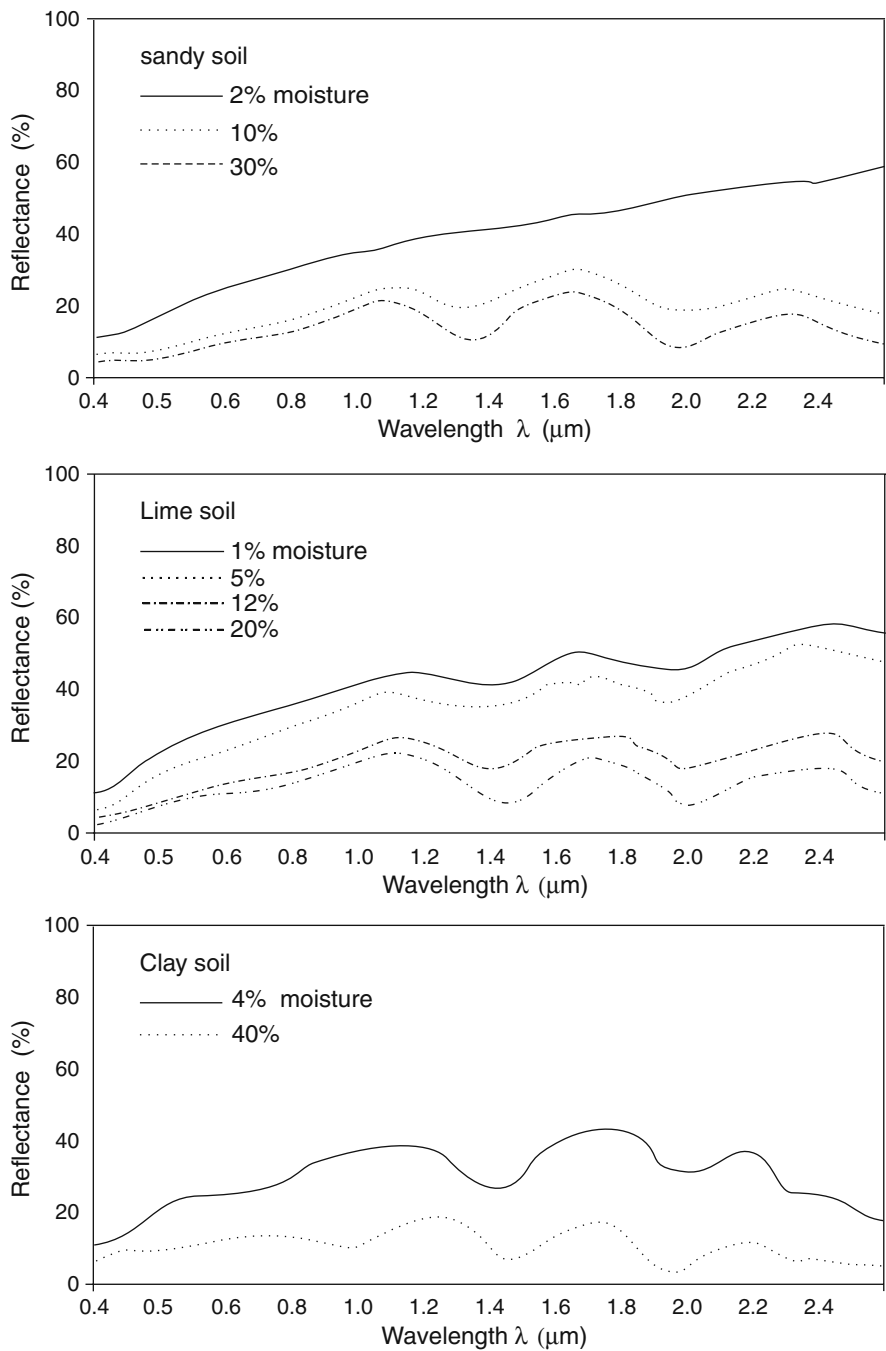 100
sandy soil
80
2% moisture
10%
60
30%
Reflectance (%)
40
20
0
0.4 0.5 0.6 0.8 1.0 1.2 1.4 1.6 1.8 2.0 2.2 2.4
Wavelength λ (μm)
100
Lime soil
80
1% moisture
5%
12%
60
20%
Reflectance (%)
40
20
0
0.4 0.5 0.6 0.8 1.0 1.2 1.4 1.6 1.8 2.0 2.2 2.4
Wavelength λ (μm)
100
Clay soil
80
4% moisture
40%
60
Reflectance (%)
40
20
0
0.4 0.5 0.6 0.8 1.0 1.2 1.4 1.6 1.8 2.0 2.2 2.4
Wavelength λ (μm)